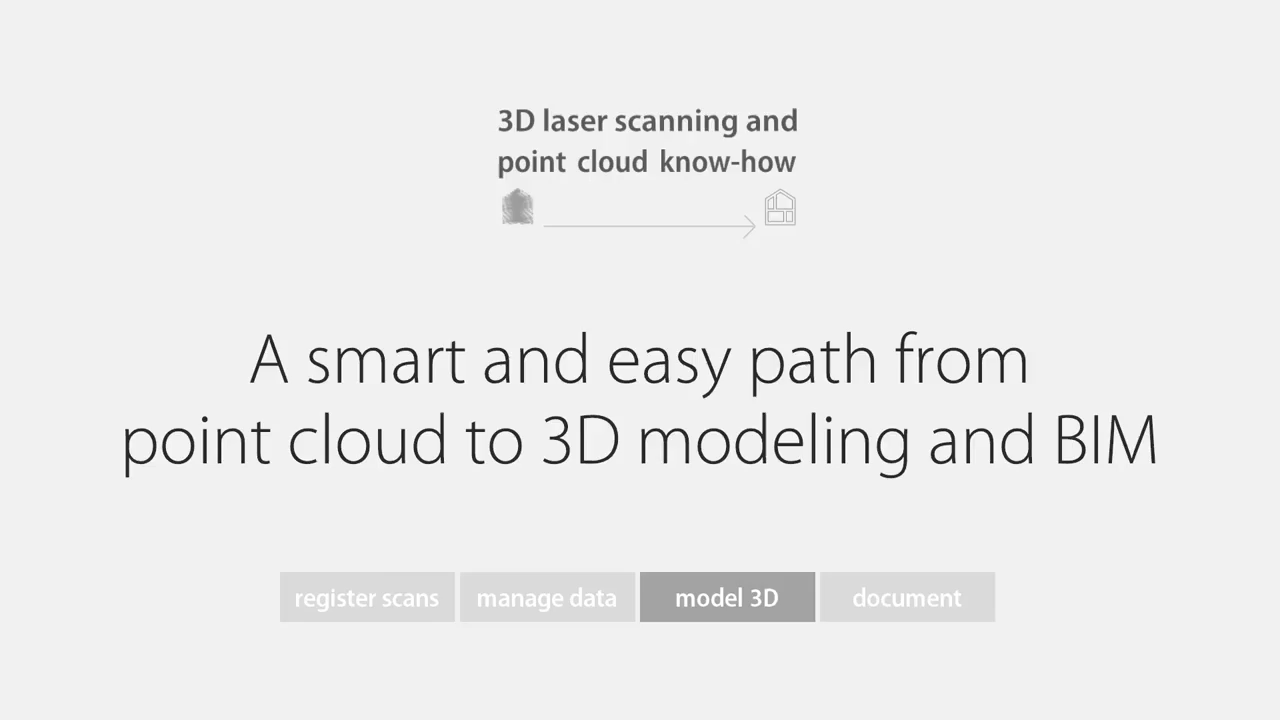 3D laser scanning and
point cloud know-how
A smart and easy path from
point cloud to 3D modeling and BIM
register scans
manage data
model 3D
document